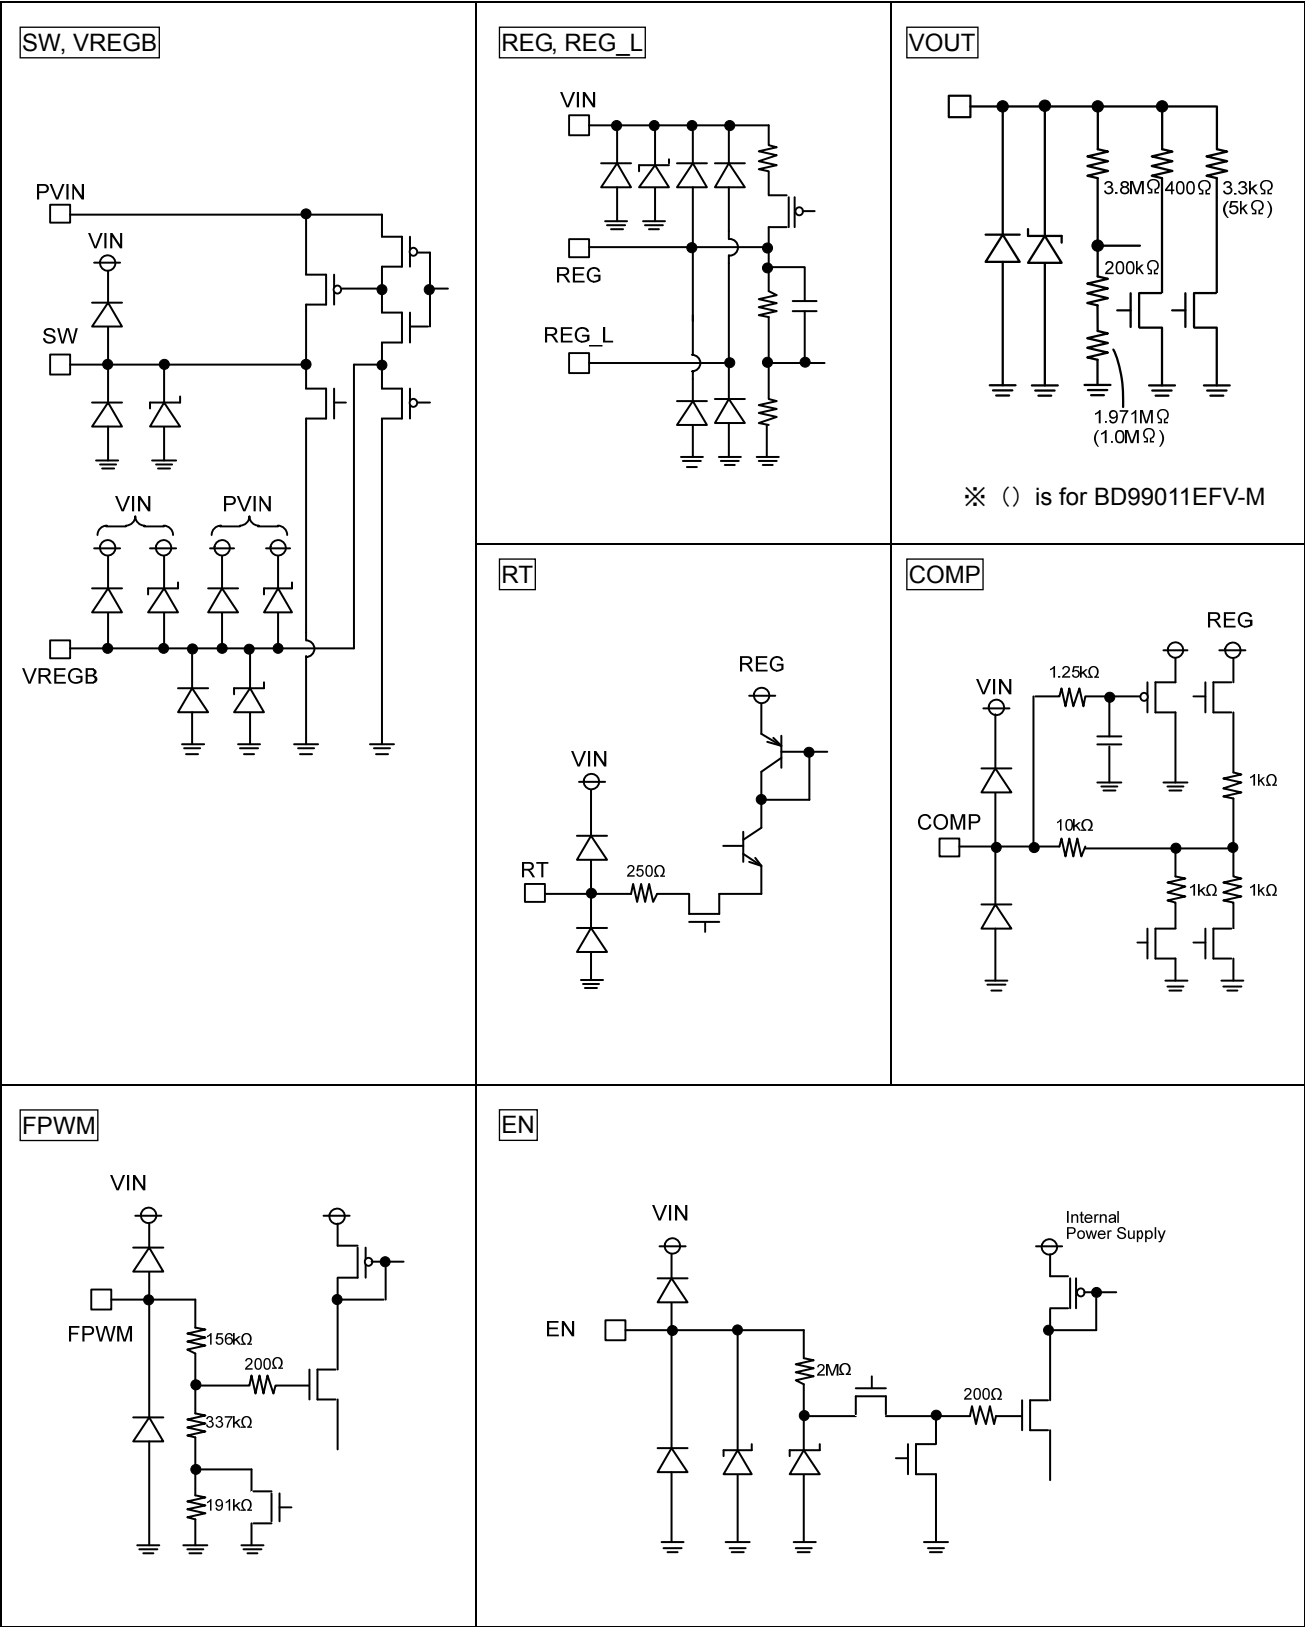 SW, VREGB
PVIN
VIN
SW
VIN
PVIN
VREGB
REG, REG_L
VIN
REG
REG_L
VOUT
3.8MΩ
400Ω
3.3kΩ
(5kΩ)
200kΩ
1.971MΩ
(1.0MΩ)
※ () is for BD99011EFV-M
RT
REG
VIN
RT
250Ω
COMP
REG
1.25kΩ
VIN
1kΩ
COMP
10kΩ
1kΩ
1kΩ
FPWM
VIN
FPWM
156kΩ
200Ω
337kΩ
191kΩ
EN
VIN
Internal
Power Supply
EN
2MΩ
200Ω